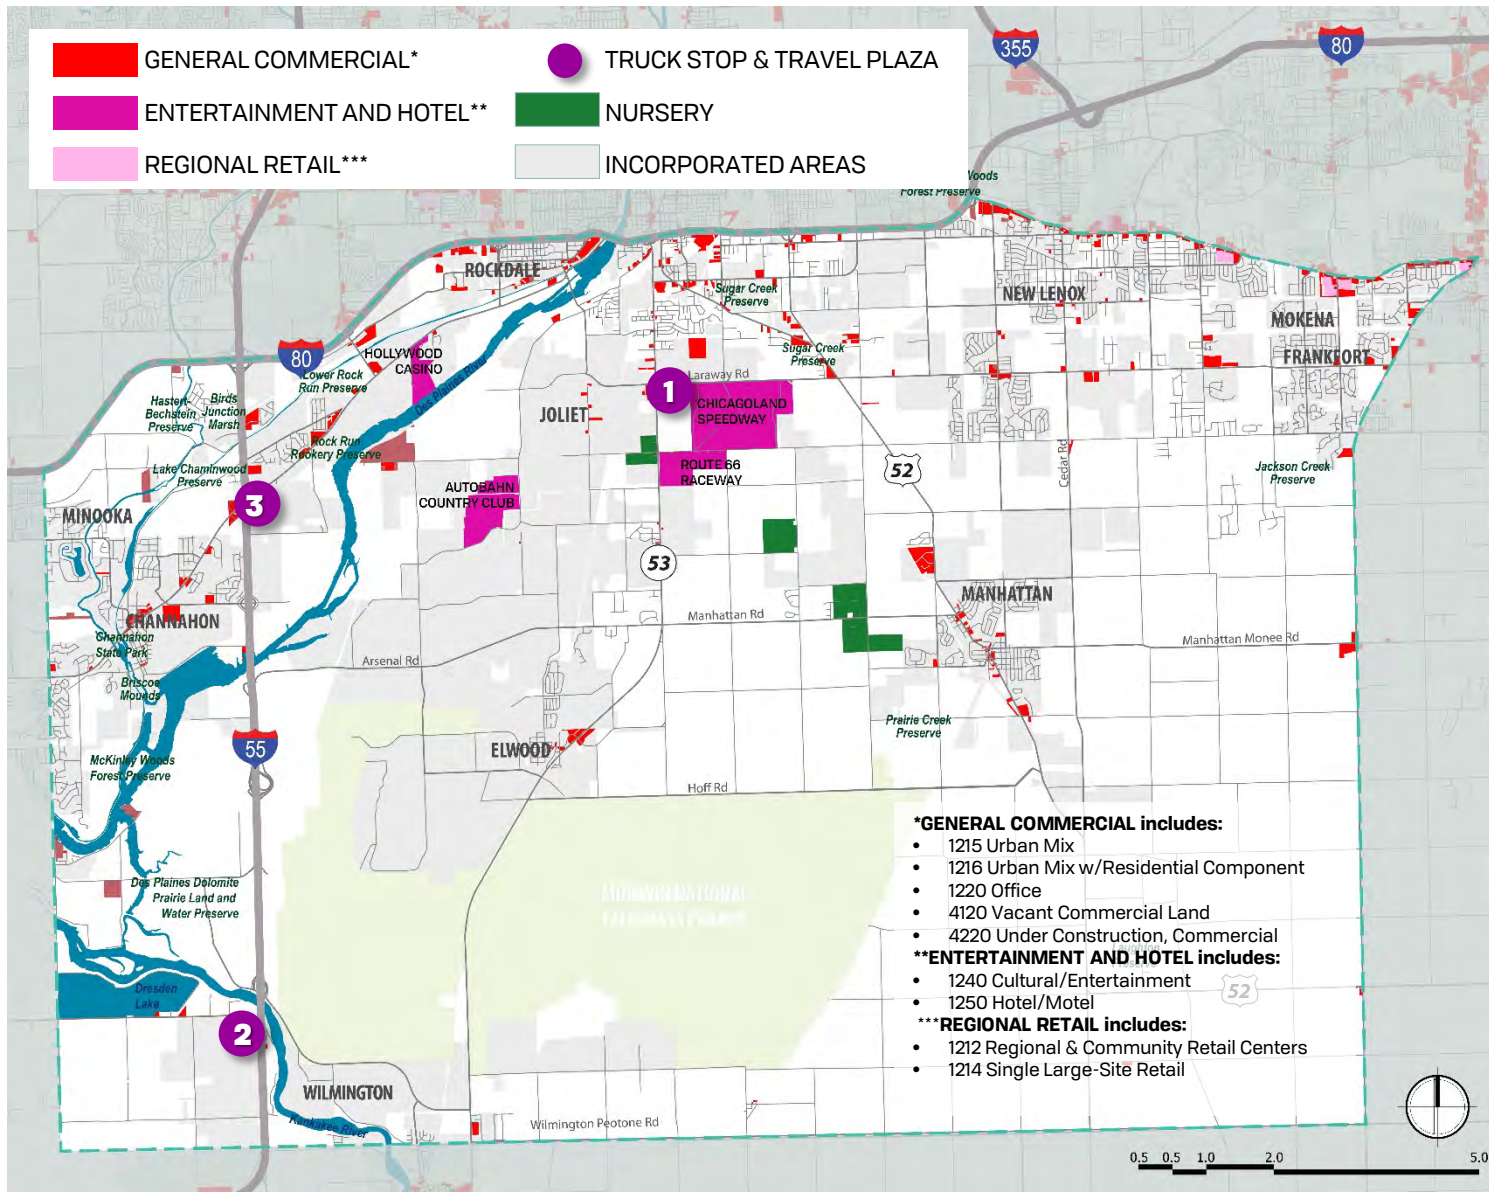 GENERAL COMMERCIAL*
TRUCK STOP & TRAVEL PLAZA
ENTERTAINMENT AND HOTEL**
NURSERY
REGIONAL RETAIL***
INCORPORATED AREAS
355
80
Woods
Forest Preserve
ROCKDALE
Sugar Creek
Preserve
NEW LENOX
MOKENA
FRANKFORT
80
HOLLYWOOD
CASINO
Sugar Creek
Preserve
Lower Rock
Run Preserve
Laraway Rd
Des Plaines River
1
Hastert-
Bechstein
Preserve
Birds
Junction
Marsh
JOLIET
CHICAGOLAND
SPEEDWAY
Rock Run
Rookery Preserve
Cedar Rd
Lake Chaminwood
Preserve
ROUTE 66
RACEWAY
52
Jackson Creek
Preserve
AUTOBAHN
COUNTRY CLUB
3
MINOOKA
53
MANHATTAN
CHANNAHON
Manhattan Rd
Channahon
State Park
Manhattan Monee Rd
Arsenal Rd
Briscoe
Mounds
Prairie Creek
Preserve
55
ELWOOD
McKinley Woods
Forest Preserve
Hoff Rd
*GENERAL COMMERCIAL includes:
• 1215 Urban Mix
• 1216 Urban Mix w/Residential Component
• 1220 Office
• 4120 Vacant Commercial Land
• 4220 Under Construction, Commercial
**ENTERTAINMENT AND HOTEL includes:
• 1240 Cultural/Entertainment
• 1250 Hotel/Motel
***REGIONAL RETAIL includes:
• 1212 Regional & Community Retail Centers
• 1214 Single Large-Site Retail
Preserve
52
MIDEWIN NATIONAL
Des Plaines Dolomite
Prairie Land and
Water Preserve
Dresden
Lake
2
WILMINGTON
Kankakee River
Wilmington Peotone Rd
0.5 0.5 1.0 2.0 5.0